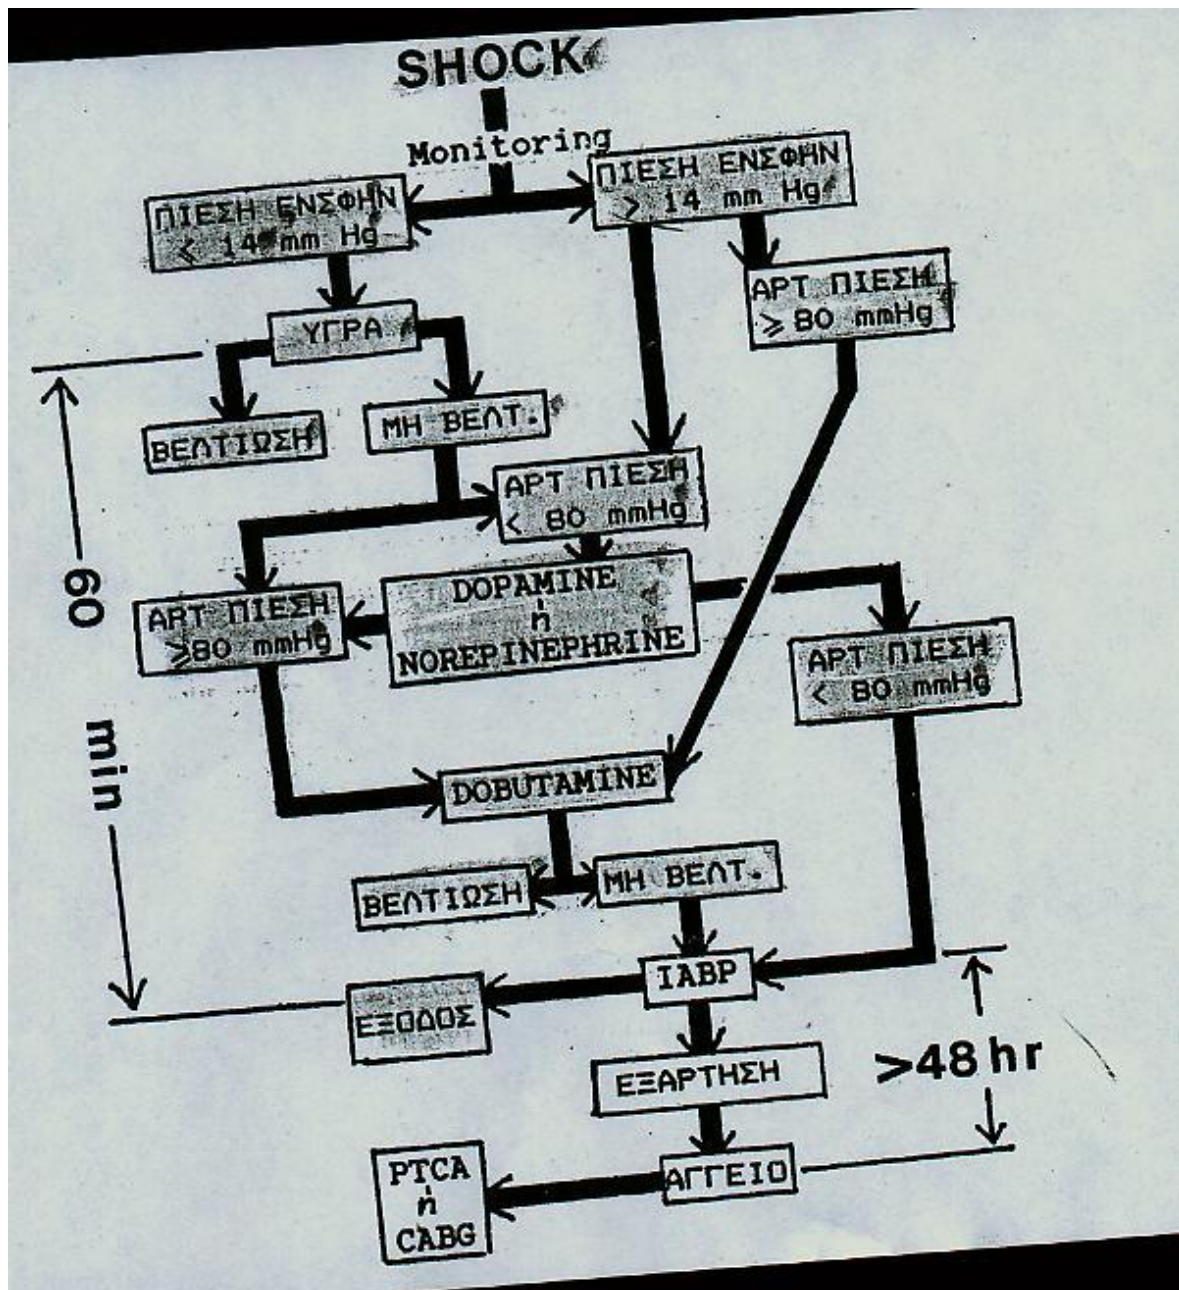 SHOCK
Monitoring
ΠΙΕΣΗ ΕΝΣΦΗΝ
< 14 mm Hg
ΠΙΕΣΗ ΕΝΣΦΗΝ
> 14 mm Hg
ΑΡΤ ΠΙΕΣΗ
≥ 80 mmHg
ΥΓΡΑ
ΒΕΛΤΙΩΣΗ
ΜΗ ΒΕΛΤ.
ΑΡΤ ΠΙΕΣΗ
< 80 mmHg
60 min
DOPAMINE
ή
NOREPINEPHRINE
ΑΡΤ ΠΙΕΣΗ
≥80 mmHg
ΑΡΤ ΠΙΕΣΗ
< 80 mmHg
DOBUTAMINE
ΒΕΛΤΙΩΣΗ
ΜΗ ΒΕΛΤ.
IABP
ΕΞΟΔΟΣ
ΕΞΑΡΤΗΣΗ
>48 hr
ΑΓΓΕΙΟ
PTCA
ή
CABG